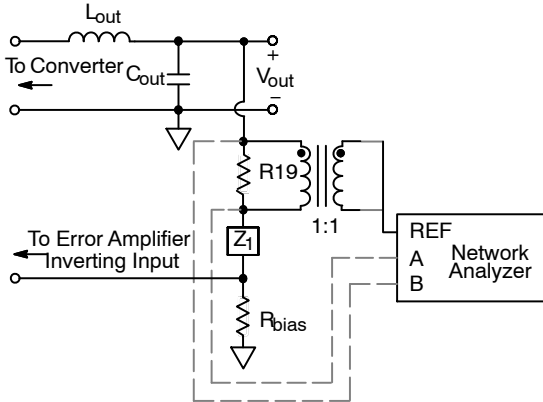 Lout
To Converter
Cout
+
Vout
−
R19
1:1
To Error Amplifier
Inverting Input
Z1
Rbias
REF
A
B
Network
Analyzer